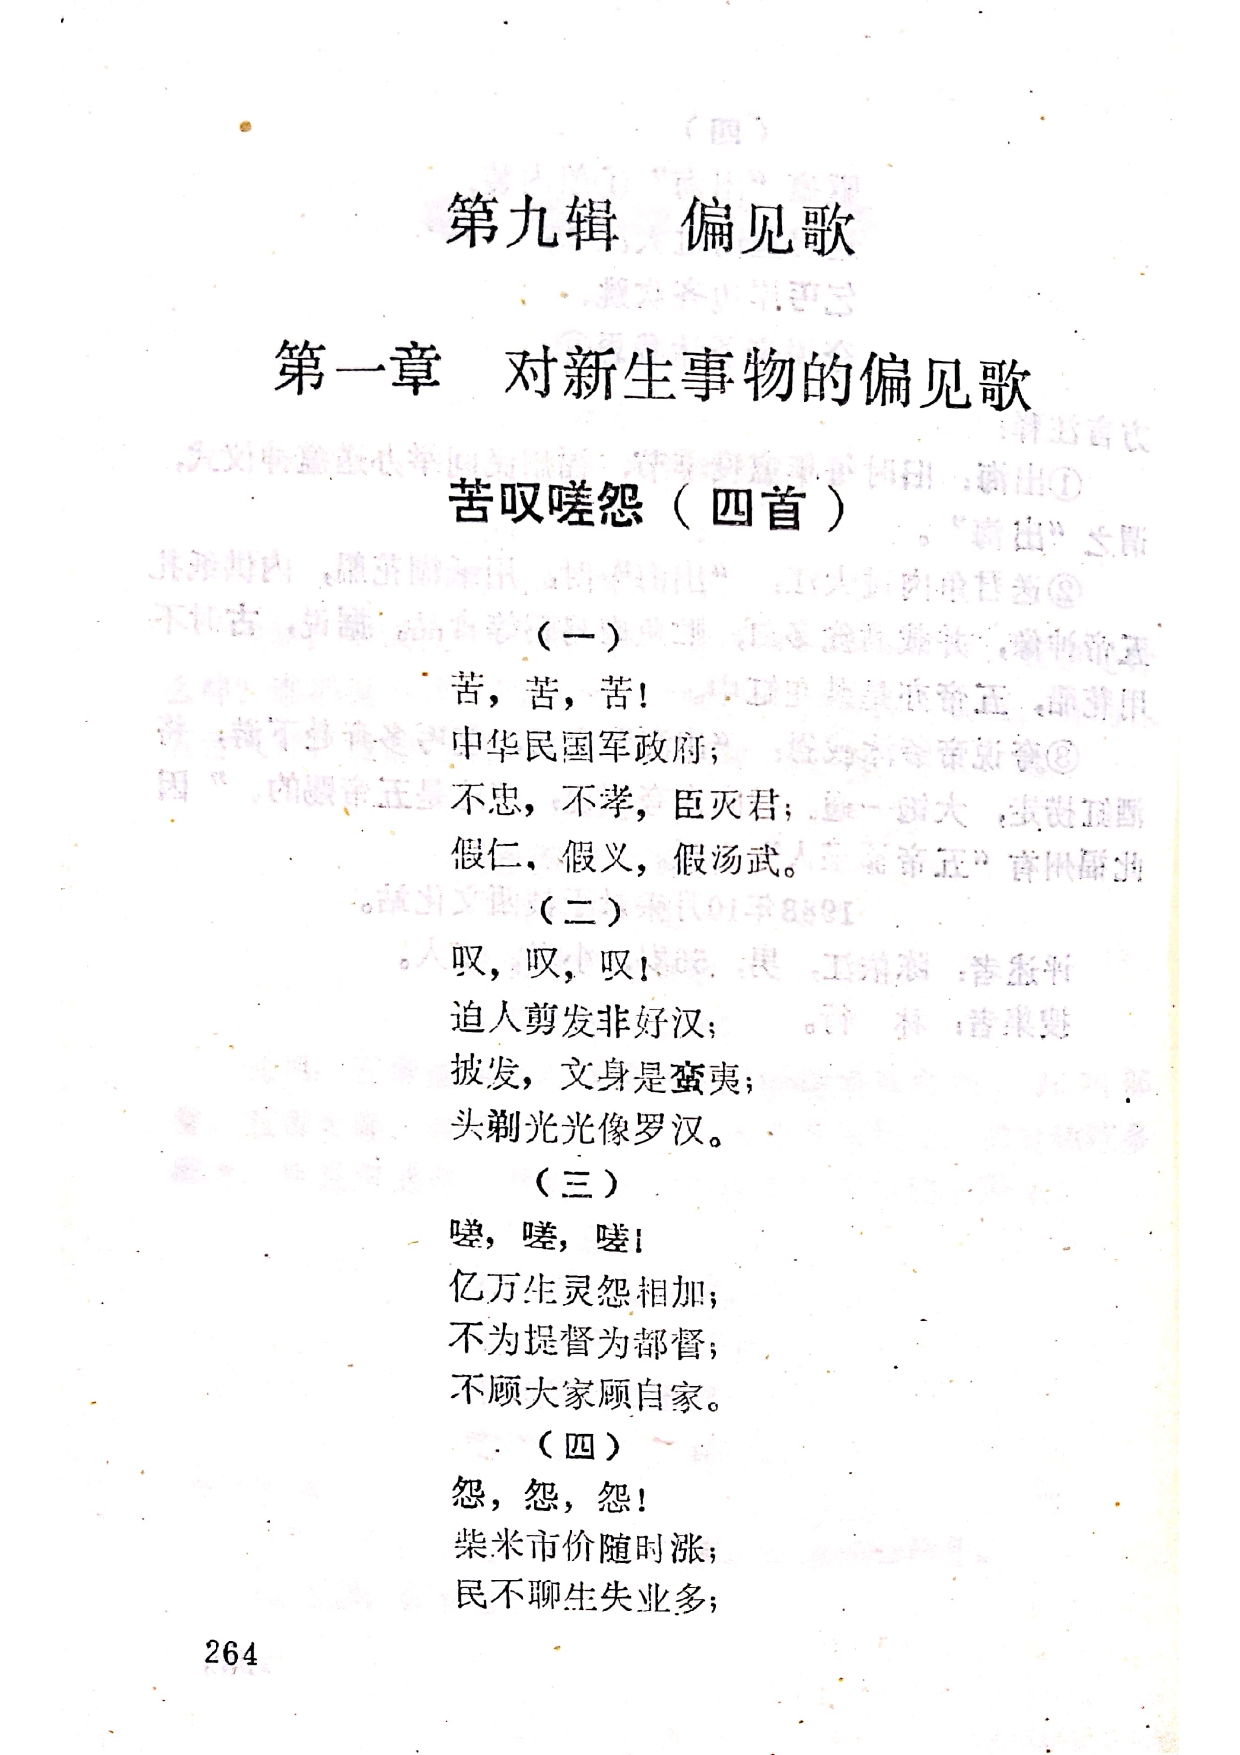 第九辑　偏见歌
第一章　对新生事物的偏见歌
苦叹嗟怨（四首）
（一）
苦，苦，苦！
中华民国军政府；
不忠，不孝，臣灭君；
假仁、假义，假汤武。
（二）
叹，叹，叹！
迫人剪发非好汉；
披发，文身是蛮夷；
头剃光光像罗汉。
（三）
嗟，嗟，嗟！
亿万生灵怨相加；
不为提督为都督；
不顾大家顾自家。
（四）
怨，怨，怨！
柴米市价随时涨；
民不聊生失业多；
264